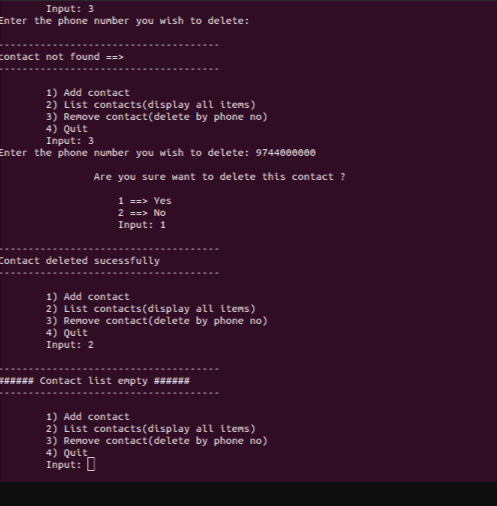 Input: 3
Enter the phone number you wish to delete:
------------------------------------
contact not found ==>
------------------------------------
1) Add contact
2) List contacts(display all items)
3) Remove contact(delete by phone no)
4) Quit
Input: 3
Enter the phone number you wish to delete: 9744000000
Are you sure want to delete this contact ?
1 ==> Yes
2 ==> No
Input: 1
------------------------------------
Contact deleted sucessfully
------------------------------------
1) Add contact
2) List contacts(display all items)
3) Remove contact(delete by phone no)
4) Quit
Input: 2
------------------------------------
###### Contact list empty ######
------------------------------------
1) Add contact
2) List contacts(display all items)
3) Remove contact(delete by phone no)
4) Quit
Input: